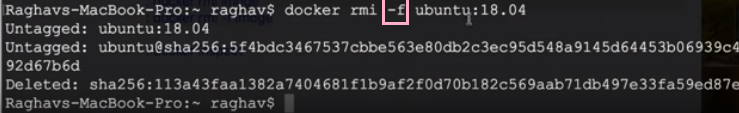 Raghavs-MacBook-Pro:~ raghav$ docker rmi -f ubuntu:18.04
Untagged: ubuntu:18.04
Untagged: ubuntu@sha256:5f4bdc3467537cbbe563e80db2c3ec95d548a9145d64453b06939c4
92d67b6d
Deleted: sha256:113a43faa1382a7404681f1b9af2f0d70b182c569aab71db497e33fa59ed87e
Raghavs-MacBook-Pro:~ raghav$